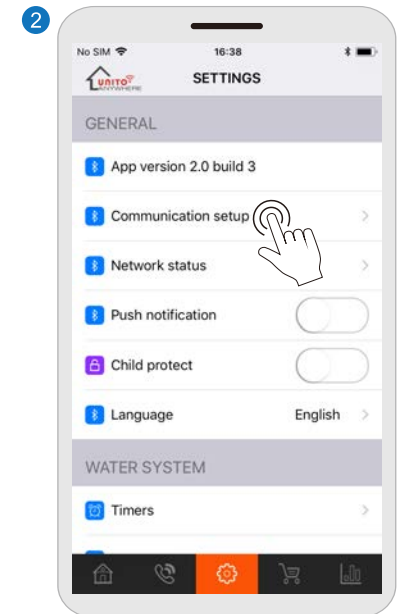 2
No SIM 16:38
UNITO
ANYWHERE
SETTINGS
GENERAL
App version 2.0 build 3
Communication setup
Network status
Push notification
Child protect
Language English
WATER SYSTEM
Timers